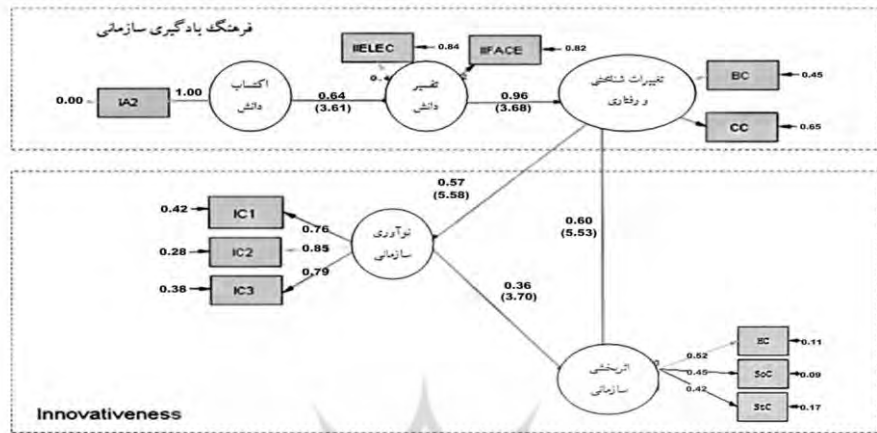 فرهنگ یادگیری سازمانی
IIELEC
0.84
IIFACE
0.82
0.00
IA2
1.00
اکتساب
دانش
0.64
(3.61)
تفسیر
دانش
0.96
(3.68)
تغییرات شناختی
و رفتاری
BC
0.45
CC
0.65
0.57
(5.58)
0.60
(5.53)
0.42
IC1
0.76
0.28
IC2
0.85
0.38
IC3
0.79
نوآوری
سازمانی
0.36
(3.70)
اثربخشی
سازمانی
0.52
0.11
0.45
SoC
0.09
0.42
StC
0.17
Innovativeness